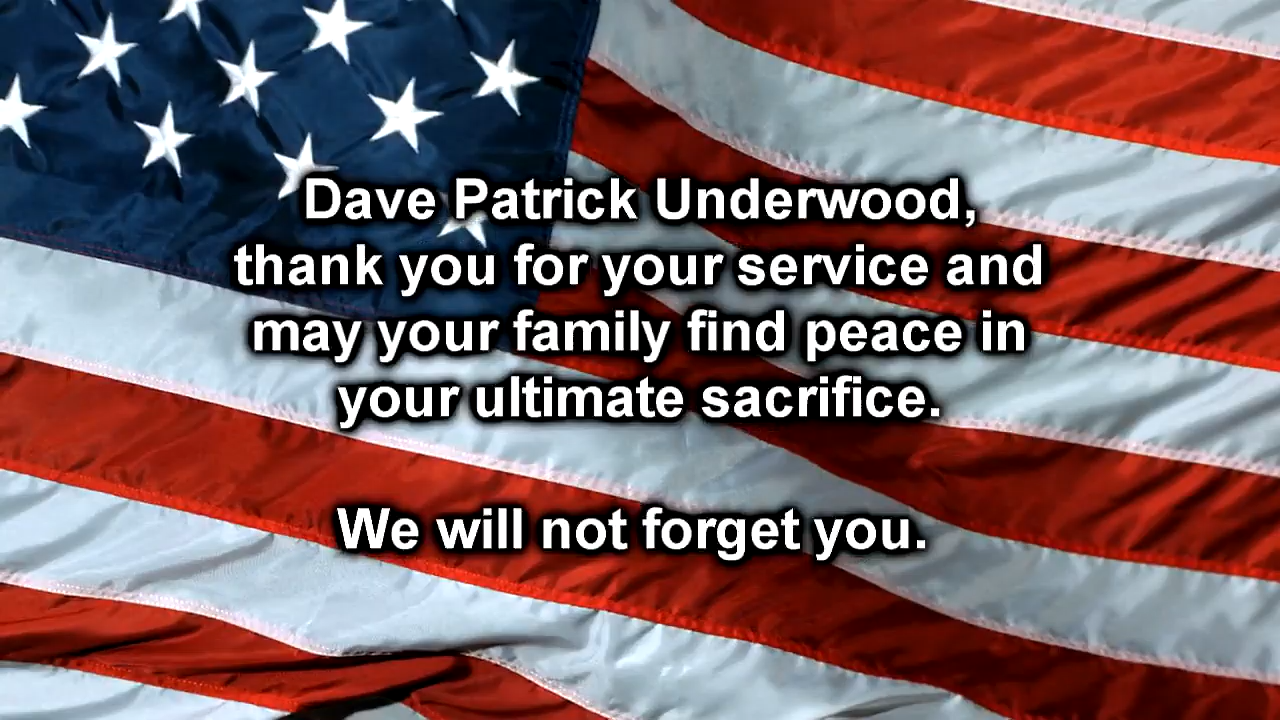 Dave Patrick Underwood,
thank you for your service and
may your family find peace in
your ultimate sacrifice.
We will not forget you.